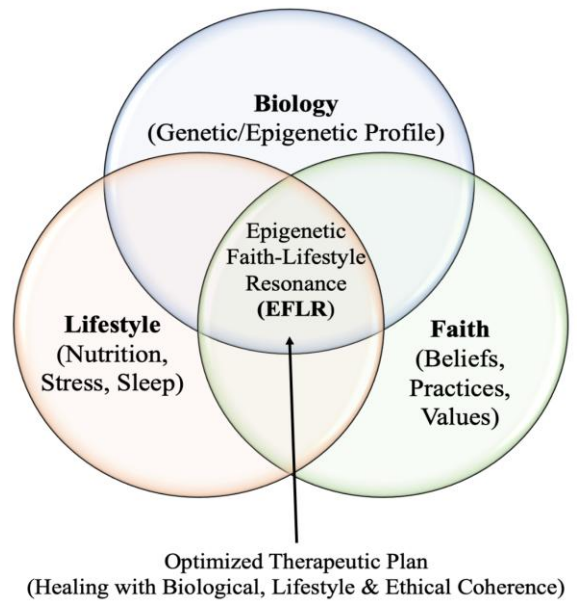 Biology
(Genetic/Epigenetic Profile)
Epigenetic
Faith-Lifestyle
Resonance
(EFLR)
Lifestyle
(Nutrition,
Stress, Sleep)
Faith
(Beliefs,
Practices,
Values)
Optimized Therapeutic Plan
(Healing with Biological, Lifestyle & Ethical Coherence)